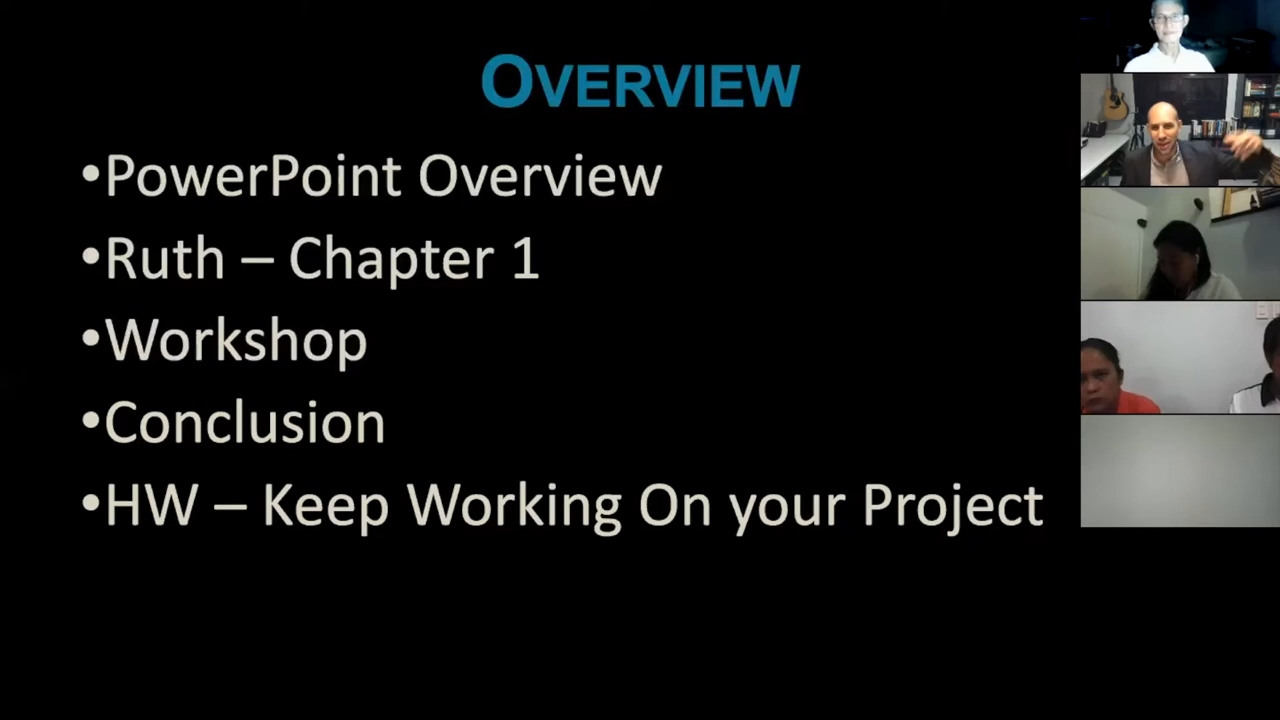 OVERVIEW
•PowerPoint Overview
•Ruth – Chapter 1
•Workshop
•Conclusion
•HW – Keep Working On your Project